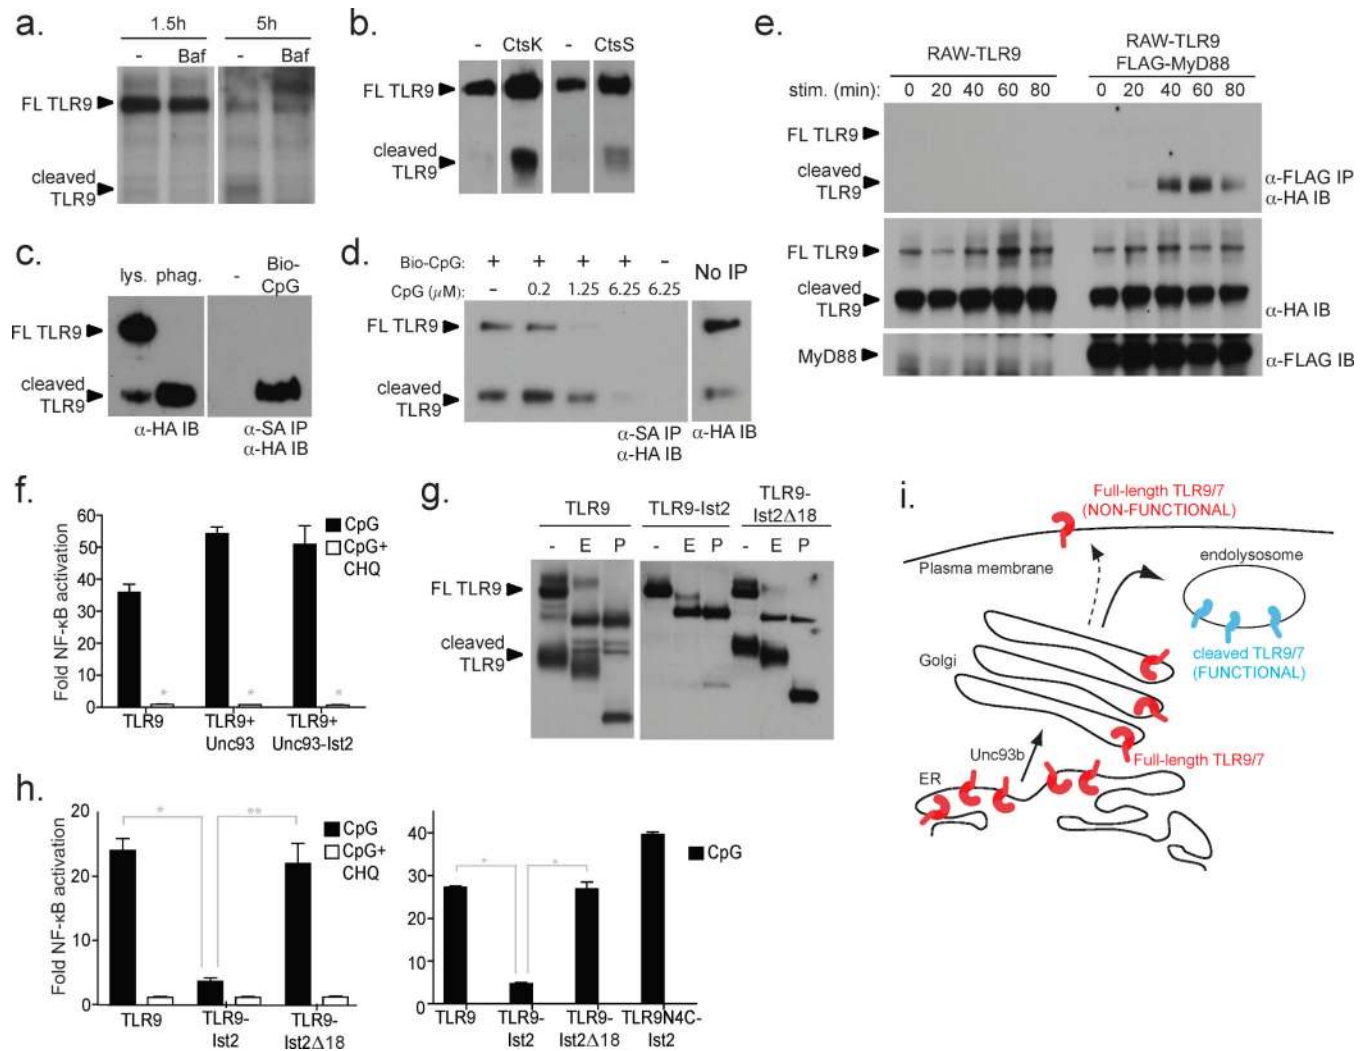 a.
1.5h 5h
- Baf - Baf
FL TLR9
cleaved
TLR9
b.
- CtsK - CtsS
FL TLR9
cleaved
TLR9
c.
lys. phag. - Bio-
CpG
FL TLR9
cleaved
TLR9
α-HA IB α-SA IP
α-HA IB
d.
Bio-CpG: + + + + -
CpG (µM): - 0.2 1.25 6.25 6.25
No IP
FL TLR9
cleaved
TLR9
α-SA IP
α-HA IB
α-HA IB
e.
RAW-TLR9 RAW-TLR9
FLAG-MyD88
stim. (min): 0 20 40 60 80 0 20 40 60 80
FL TLR9
cleaved
TLR9
α-FLAG IP
α-HA IB
FL TLR9
cleaved
TLR9
α-HA IB
MyD88
α-FLAG IB
f.
Fold NF-κB activation
60
50
40
30
20
10
0
CpG
CpG+
CHQ
* * *
TLR9 TLR9+
Unc93 TLR9+
Unc93-Ist2
g.
TLR9 TLR9-Ist2 TLR9-
Ist2Δ18
- E P - E P - E P
FL TLR9
cleaved
TLR9
h.
Fold NF-κB activation
20
20
10
0
* **
CpG
CpG+
CHQ
TLR9 TLR9-
Ist2 TLR9-
Ist2Δ18
40
30
20
10
0
* *
CpG
TLR9 TLR9-
Ist2 TLR9-
Ist2Δ18 TLR9N4C-
Ist2
i.
Full-length TLR9/7
(NON-FUNCTIONAL)
Plasma membrane
endolysosome
cleaved TLR9/7
(FUNCTIONAL)
Golgi
Unc93b
Full-length TLR9/7
ER